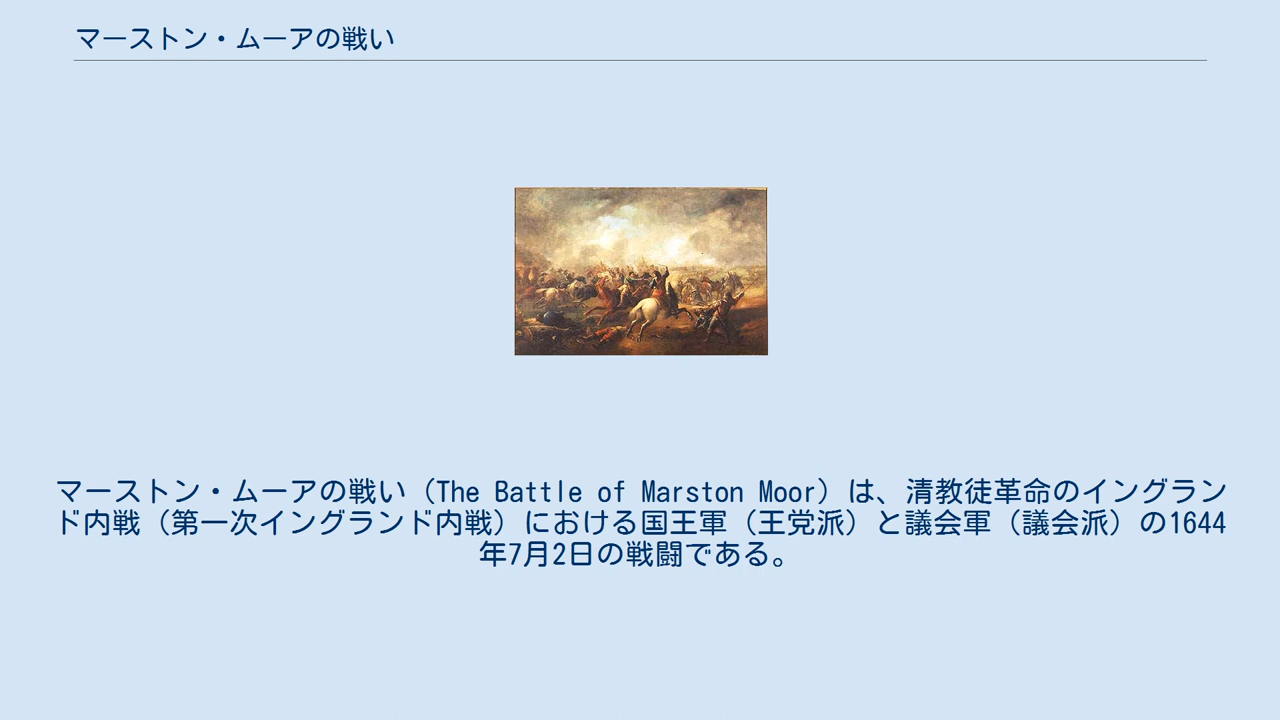 マーストン・ムーアの戦い
マーストン・ムーアの戦い（The Battle of Marston Moor）は、清教徒革命のイングラン
ド内戦（第一次イングランド内戦）における国王軍（王党派）と議会軍（議会派）の1644
年7月2日の戦闘である。